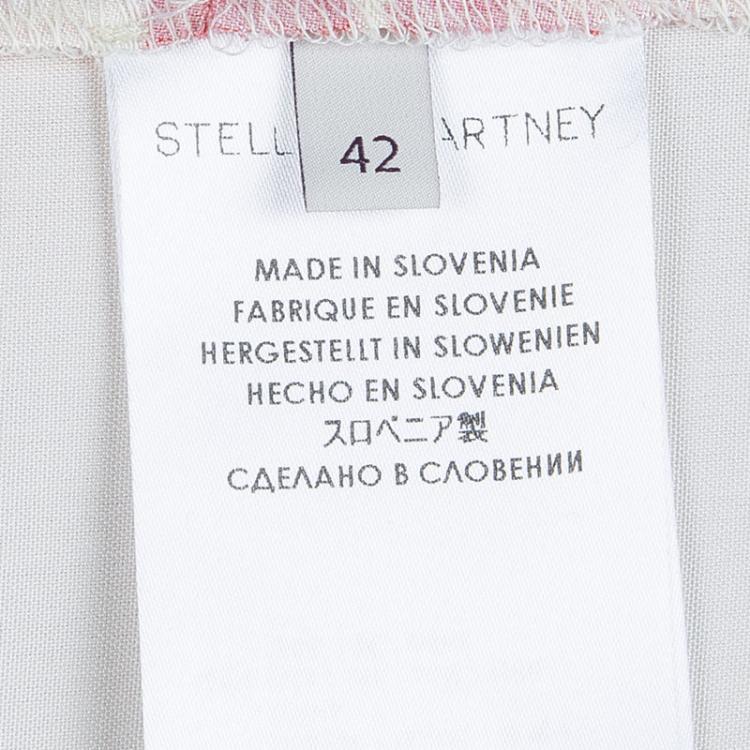 STELL ARTNEY
42
MADE IN SLOVENIA
FABRIQUE EN SLOVENIE
HERGESTELLT IN SLOWENIEN
HECHO EN SLOVENIA
スロベニア製
СДЕЛАНО В СЛОВЕНИИ